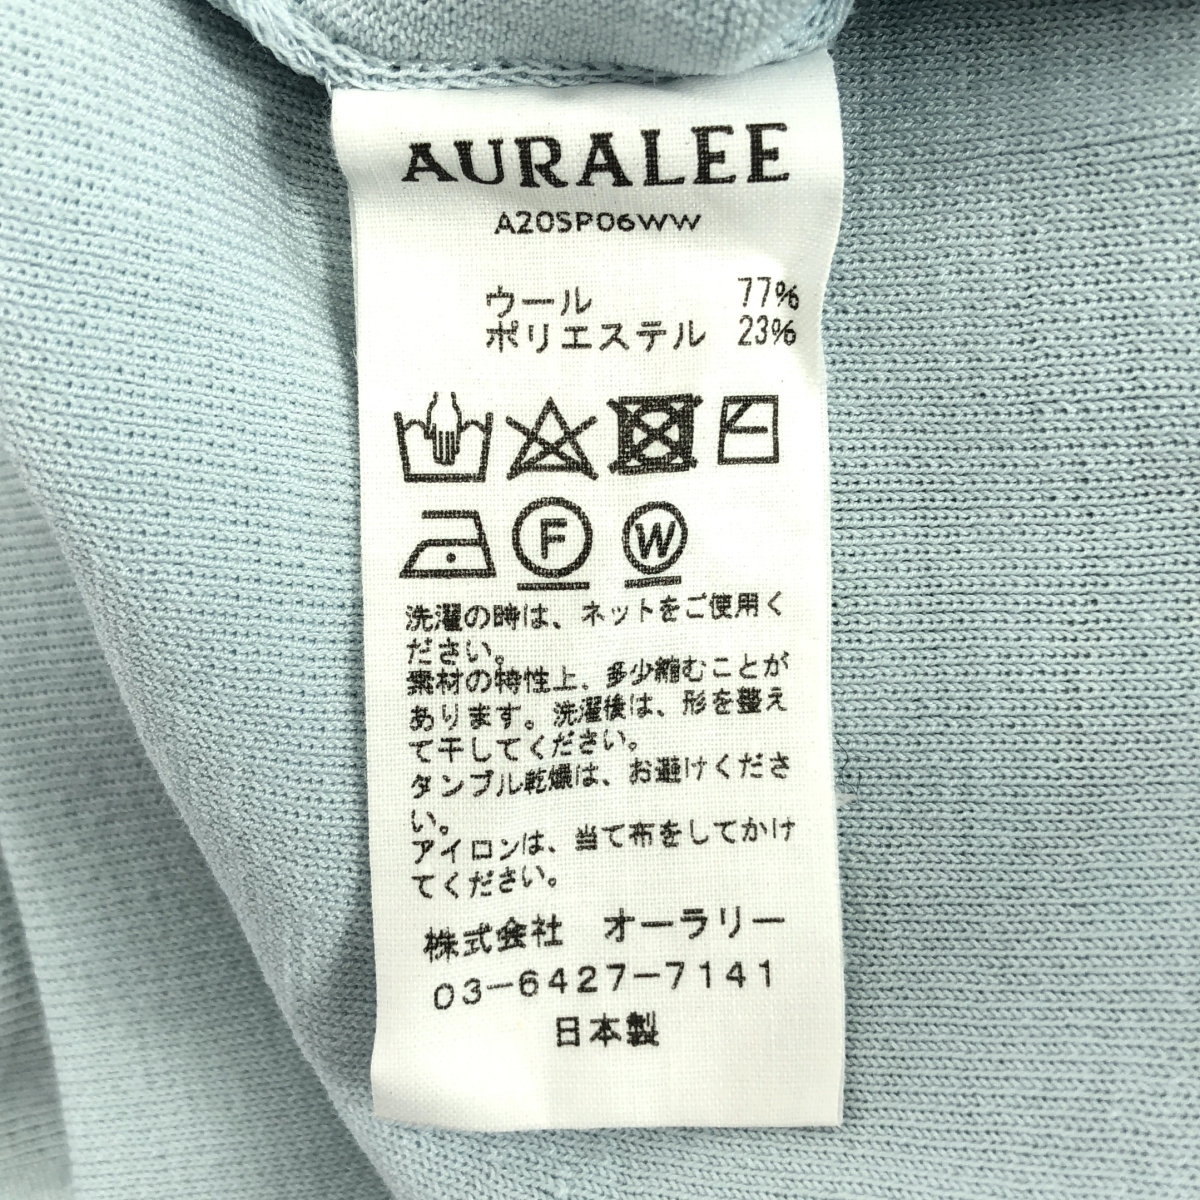 AURALEE
A20SP06WW
ウール 77%
ポリエステル 23%
F W
洗濯の時は、ネットをご使用く
ださい。
素材の特性上、多少縮むことが
あります。洗濯後は、形を整え
て干してください。
タンブル乾燥は、お避けくださ
い。
アイロンは、当て布をしてかけ
てください。
株式会社 オーラリー
03-6427-7141
日本製